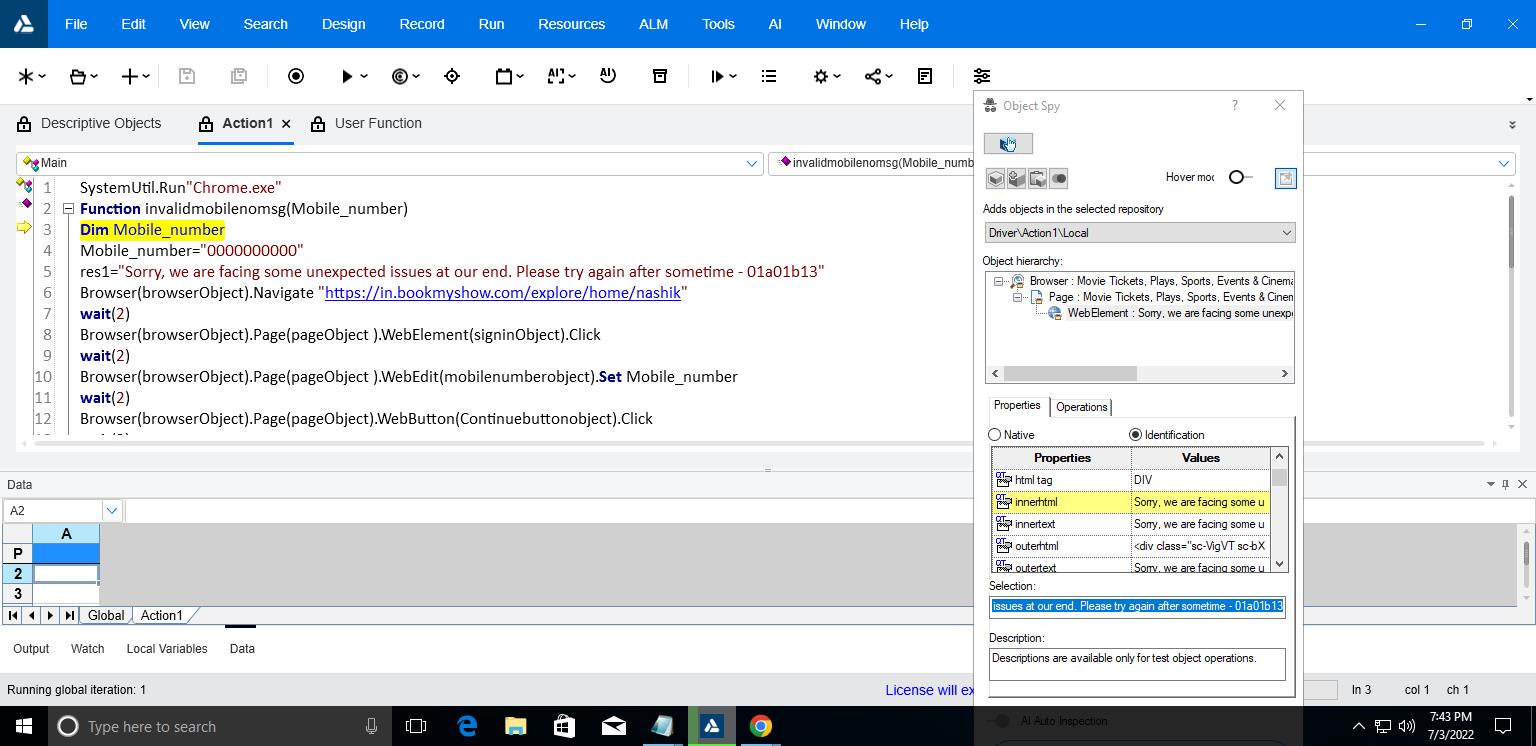 File Edit View Search Design Record Run Resources ALM Tools AI Window Help
Descriptive Objects Action1 User Function
Main
invalidmobilenomsg(Mobile_numb
1 SystemUtil.Run"Chrome.exe"
2 Function invalidmobilenomsg(Mobile_number)
3 Dim Mobile_number
4 Mobile_number="0000000000"
5 res1="Sorry, we are facing some unexpected issues at our end. Please try again after sometime - 01a01b13"
6 Browser(browserObject).Navigate "https://in.bookmyshow.com/explore/home/nashik"
7 wait(2)
8 Browser(browserObject).Page(pageObject ).WebElement(signinObject).Click
9 wait(2)
10 Browser(browserObject).Page(pageObject ).WebEdit(mobilenumberobject).Set Mobile_number
11 wait(2)
12 Browser(browserObject).Page(pageObject).WebButton(Continuebuttonobject).Click
Object Spy ?
Hover mod
Adds objects in the selected repository
Driver\Action1\Local
Object hierarchy:
Browser : Movie Tickets, Plays, Sports, Events & Cinema
Page : Movie Tickets, Plays, Sports, Events & Cinem
WebElement : Sorry, we are facing some unexpe
Properties Operations
Native Identification
Properties Values
html tag DIV
innerhtml Sorry, we are facing some u
innertext Sorry, we are facing some u
outerhtml <div class="sc-VigVT sc-bX
outertext Sorry, we are facing some u
Selection:
issues at our end. Please try again after sometime - 01a01b13
Description:
Descriptions are available only for test object operations.
AI Auto Inspection
Data
A2
A
P
2
3
Global Action1
Output Watch Local Variables Data
Running global iteration: 1 License will ex ln 3 col 1 ch 1
Type here to search
7:43 PM
7/3/2022